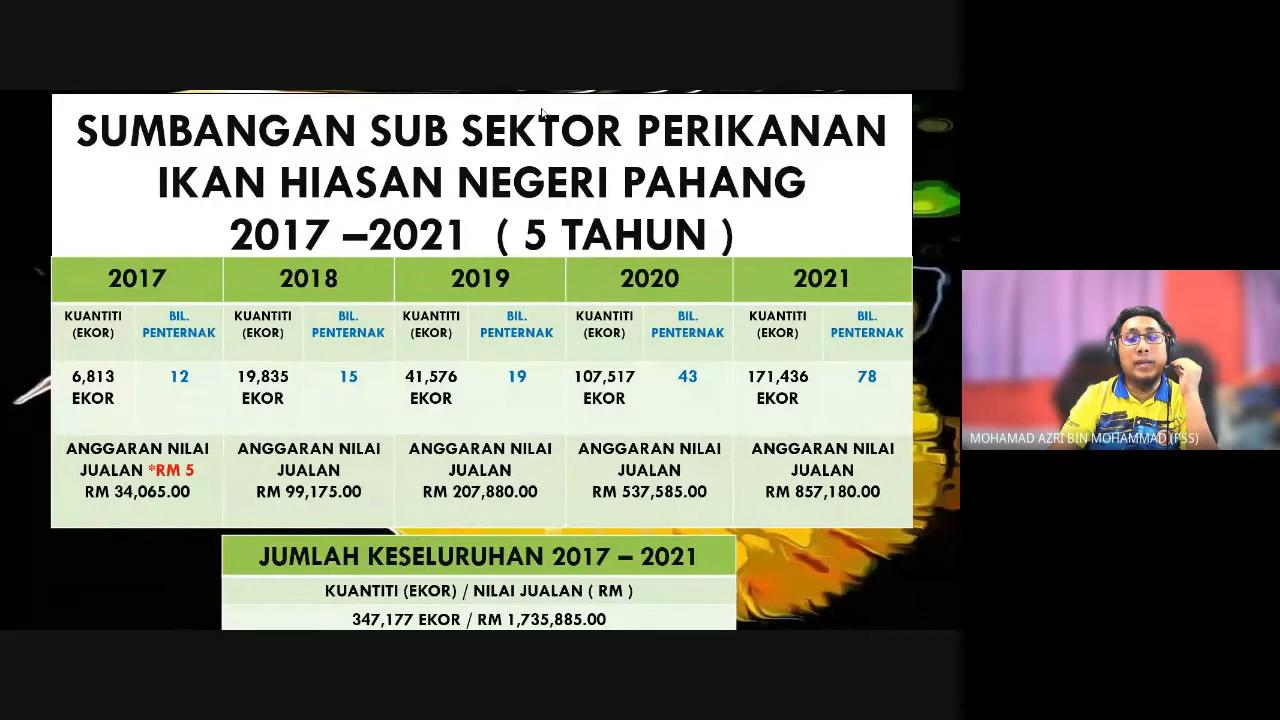 SUMBANGAN SUB SEKTOR PERIKANAN
IKAN HIASAN NEGERI PAHANG
2017 –2021 ( 5 TAHUN )
2017 2018 2019 2020 2021
KUANTITI (EKOR) BIL. PENTERNAK KUANTITI (EKOR) BIL. PENTERNAK KUANTITI (EKOR) BIL. PENTERNAK KUANTITI (EKOR) BIL. PENTERNAK KUANTITI (EKOR) BIL. PENTERNAK
6,813 EKOR 12 19,835 EKOR 15 41,576 EKOR 19 107,517 EKOR 43 171,436 EKOR 78
ANGGARAN NILAI JUALAN *RM 5 RM 34,065.00 ANGGARAN NILAI JUALAN RM 99,175.00 ANGGARAN NILAI JUALAN RM 207,880.00 ANGGARAN NILAI JUALAN RM 537,585.00 ANGGARAN NILAI JUALAN RM 857,180.00
JUMLAH KESELURUHAN 2017 – 2021
KUANTITI (EKOR) / NILAI JUALAN ( RM )
347,177 EKOR / RM 1,735,885.00
MOHAMAD AZRI BIN MOHAMMAD (PSS)